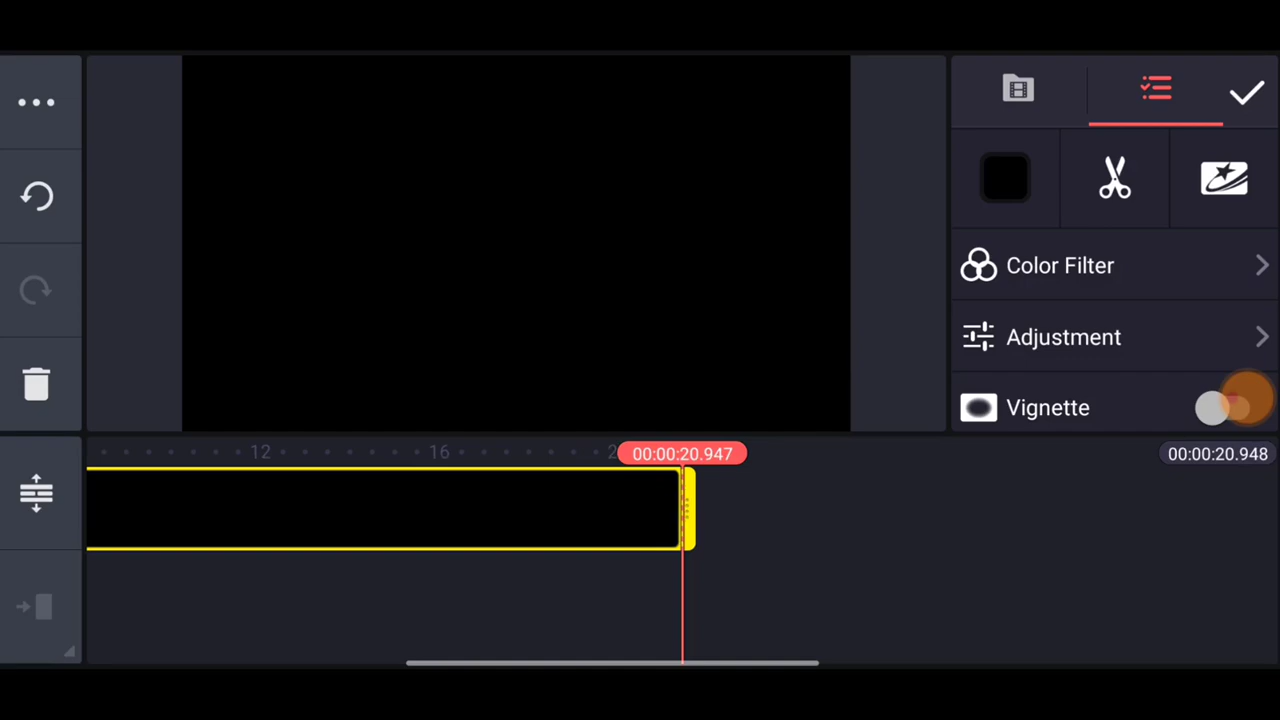 Color Filter
Adjustment
Vignette
12
16
00:00:20.947
00:00:20.948